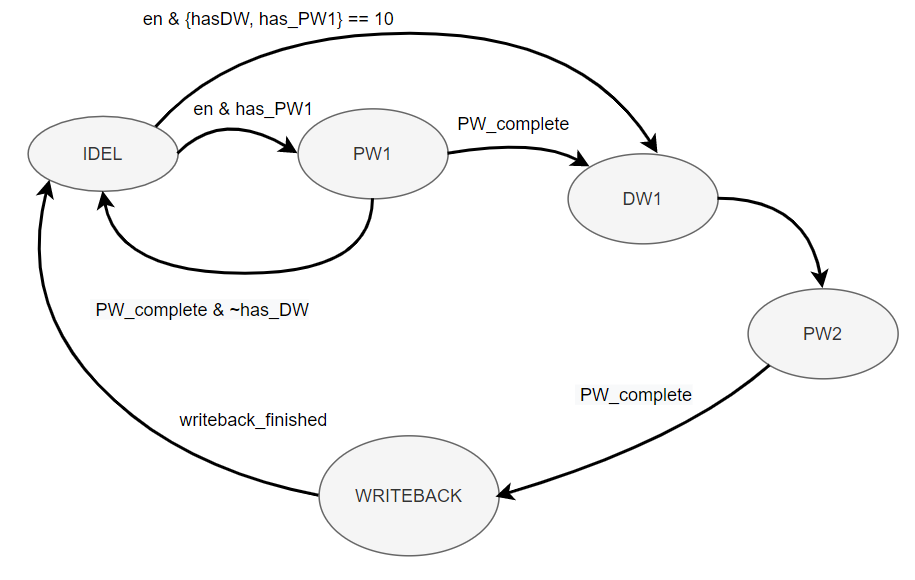 en & {hasDW, has_PW1} == 10
en & has_PW1
PW_complete
IDEL
PW1
DW1
PW_complete & ~has_DW
PW2
PW_complete
writeback_finished
WRITEBACK